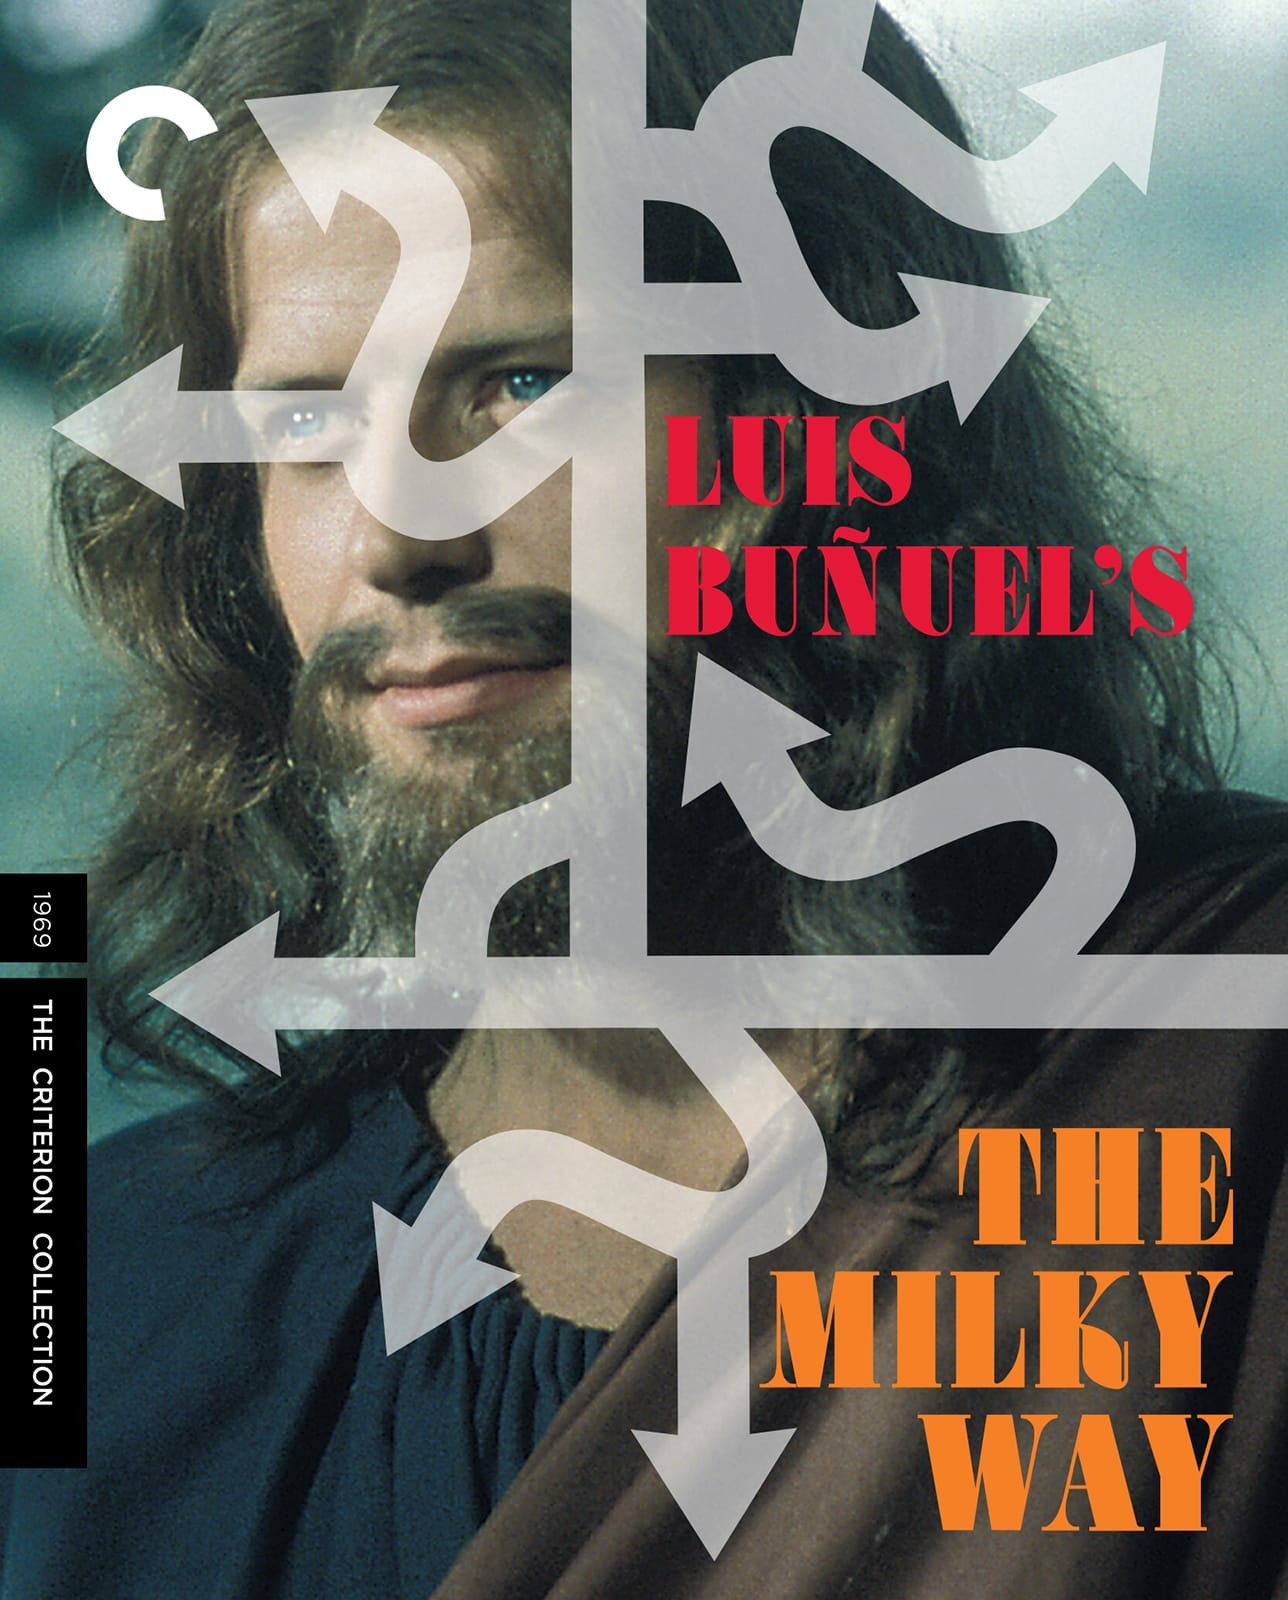 LUIS
BUÑUEL'S
1969
THE CRITERION COLLECTION
THE
MILKY
WAY